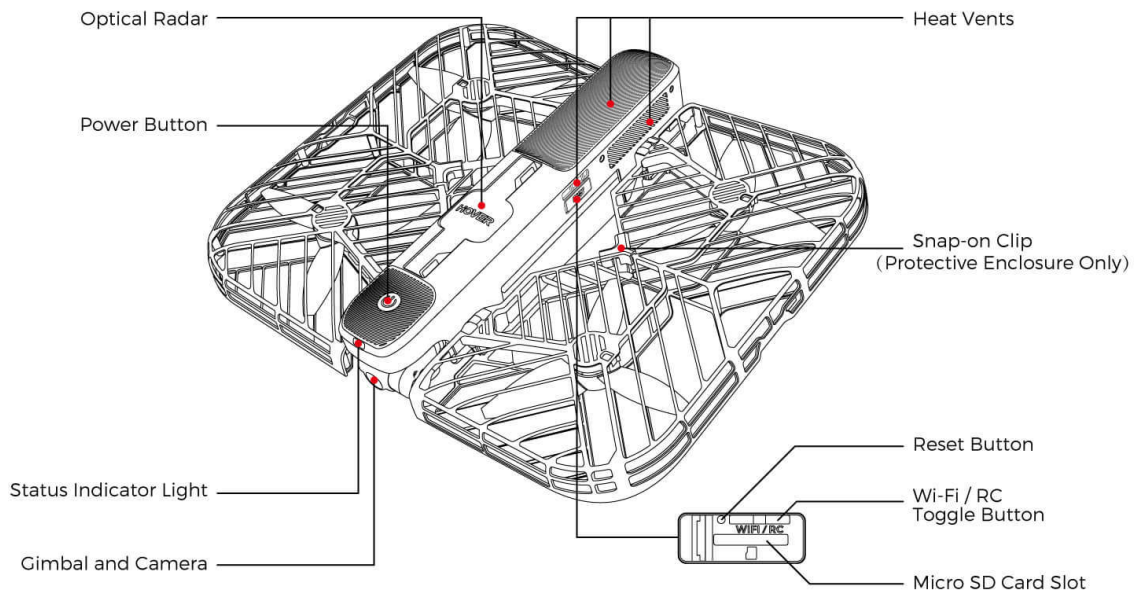 Optical Radar
Heat Vents
Power Button
HOVER
Snap-on Clip
(Protective Enclosure Only)
Reset Button
Status Indicator Light
Wi-Fi / RC
Toggle Button
WIFI/RC
Gimbal and Camera
Micro SD Card Slot